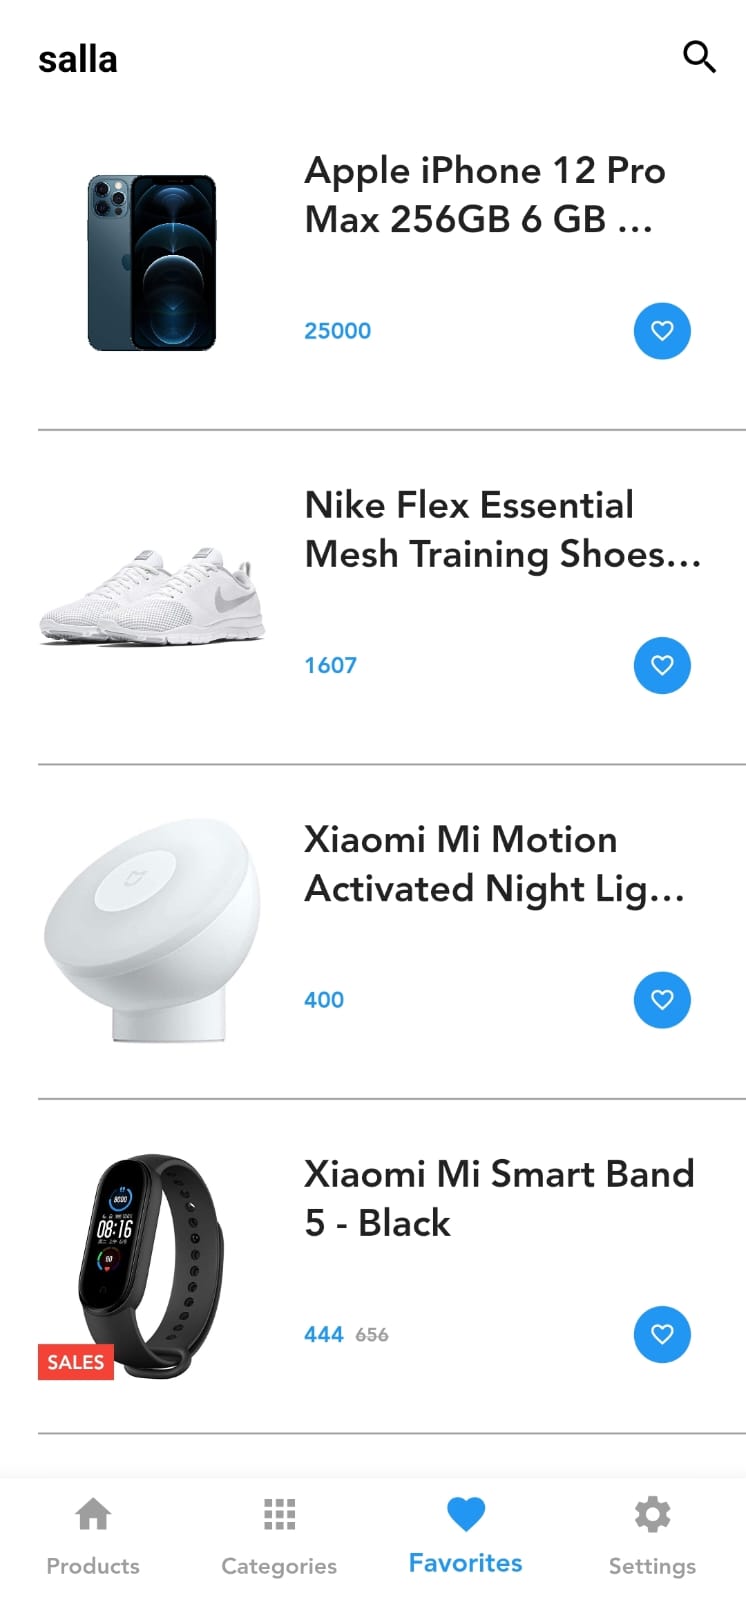 salla
Apple iPhone 12 Pro
Max 256GB 6 GB ...
25000
Nike Flex Essential
Mesh Training Shoes...
1607
Xiaomi Mi Motion
Activated Night Lig...
400
Xiaomi Mi Smart Band
5 - Black
08:16
444 656
SALES
Products Categories Favorites Settings